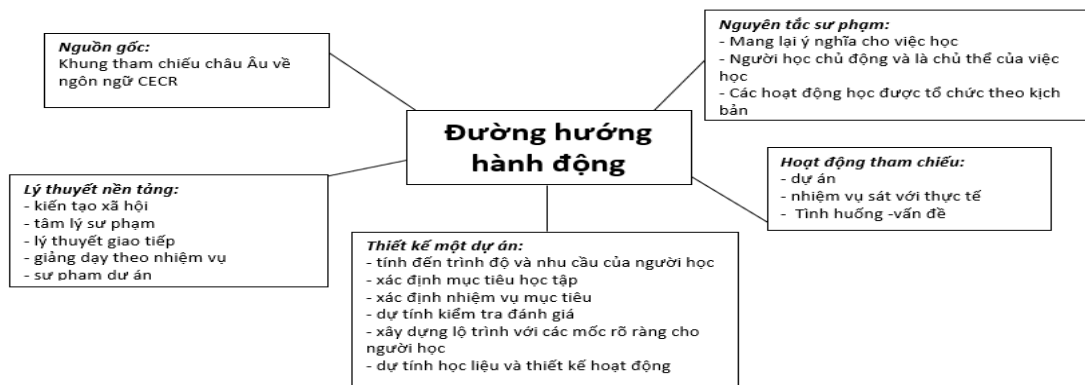 Nguồn gốc:
Khung tham chiếu châu Âu về
ngôn ngữ CECR
Nguyên tắc sư phạm:
- Mang lại ý nghĩa cho việc học
- Người học chủ động và là chủ thể của việc
học
- Các hoạt động học được tổ chức theo kịch
bản
Đường hướng
hành động
Lý thuyết nền tảng:
- kiến tạo xã hội
- tâm lý sư phạm
- lý thuyết giao tiếp
- giảng dạy theo nhiệm vụ
- sư phạm dự án
Hoạt động tham chiếu:
- dự án
- nhiệm vụ sát với thực tế
- Tình huống -vấn đề
Thiết kế một dự án:
- tính đến trình độ và nhu cầu của người học
- xác định mục tiêu học tập
- xác định nhiệm vụ mục tiêu
- dự tính kiểm tra đánh giá
- xây dựng lộ trình với các mốc rõ ràng cho
người học
- dự tính học liệu và thiết kế hoạt động